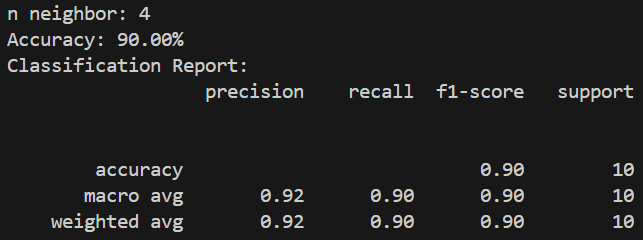 n neighbor: 4
Accuracy: 90.00%
Classification Report:
precision recall f1-score support
accuracy 0.90 10
macro avg 0.92 0.90 0.90 10
weighted avg 0.92 0.90 0.90 10